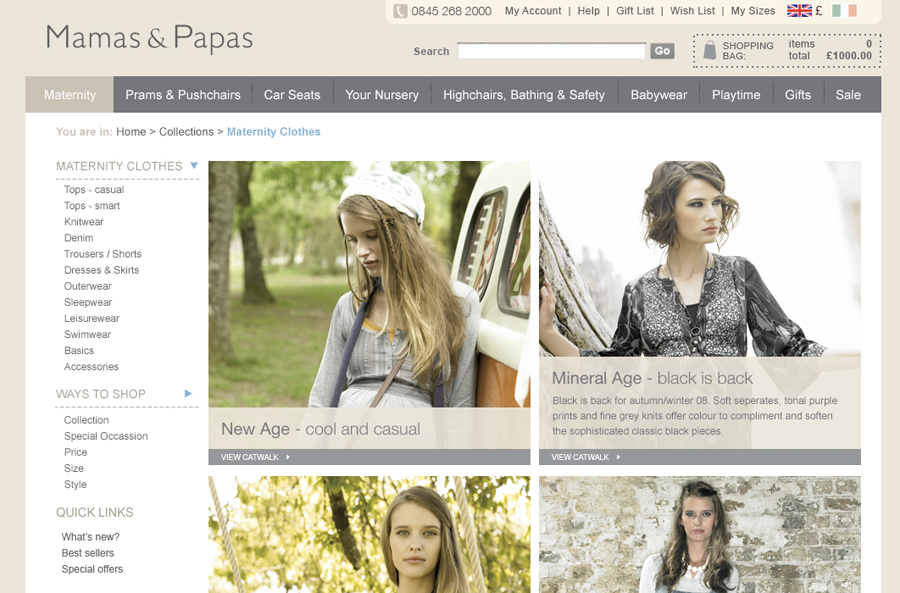 0845 268 2000 My Account | Help | Gift List | Wish List | My Sizes £
Mamas & Papas
Search Go
SHOPPING BAG: items 0
total £1000.00
Maternity Prams & Pushchairs Car Seats Your Nursery Highchairs, Bathing & Safety Babywear Playtime Gifts Sale
You are in: Home > Collections > Maternity Clothes
MATERNITY CLOTHES
Tops - casual
Tops - smart
Knitwear
Denim
Trousers / Shorts
Dresses & Skirts
Outerwear
Sleepwear
Leisurewear
Swimwear
Basics
Accessories
WAYS TO SHOP
Collection
Special Occassion
Price
Size
Style
QUICK LINKS
What's new?
Best sellers
Special offers
New Age - cool and casual
VIEW CATWALK
Mineral Age - black is back
Black is back for autumn/winter 08. Soft seperates, tonal purple
prints and fine grey knits offer colour to compliment and soften
the sophisticated classic black pieces.
VIEW CATWALK